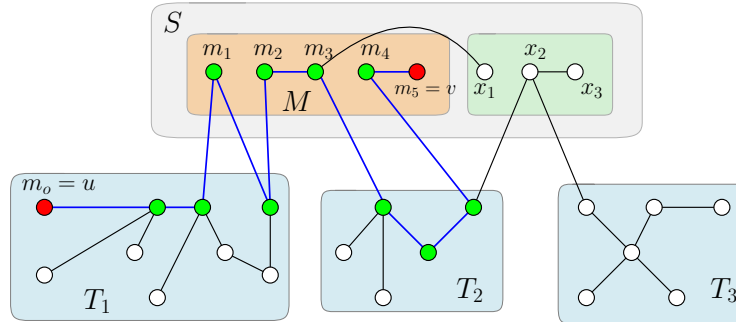 S
m₁ m₂ m₃ m₄ x₂
M m₅ = v x₁ x₃
mₒ = u
T₁ T₂ T₃